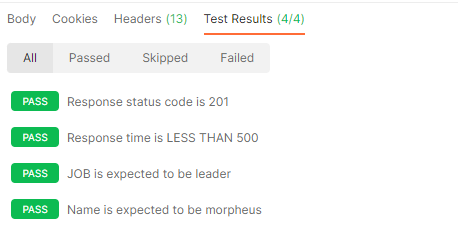 Body Cookies Headers (13) Test Results (4/4)
All Passed Skipped Failed
PASS Response status code is 201
PASS Response time is LESS THAN 500
PASS JOB is expected to be leader
PASS Name is expected to be morpheus